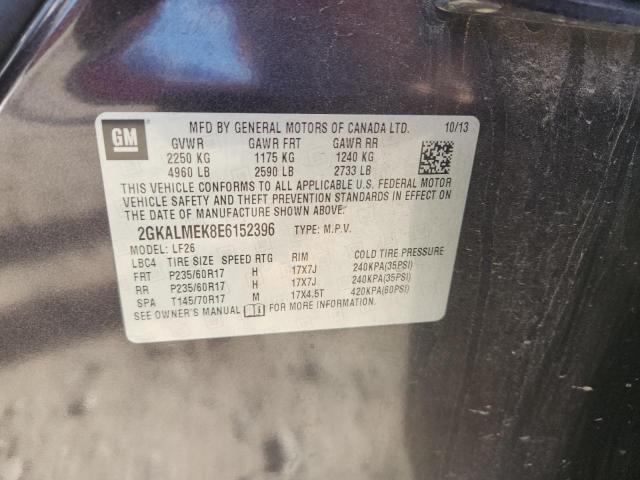 GM
MFD BY GENERAL MOTORS OF CANADA LTD. 10/13
GVWR GAWR FRT GAWR RR
2250 KG 1175 KG 1240 KG
4960 LB 2590 LB 2733 LB
THIS VEHICLE CONFORMS TO ALL APPLICABLE U.S. FEDERAL MOTOR
VEHICLE SAFETY AND THEFT PREVENTION STANDARDS IN EFFECT ON
THE DATE OF MANUFACTURE SHOWN ABOVE.
2GKALMEK8E6152396 TYPE: M.P.V.
MODEL: LF26
LBC4 TIRE SIZE SPEED RTG RIM COLD TIRE PRESSURE
FRT P235/60R17 H 17X7J 240KPA(35PSI)
RR P235/60R17 H 17X7J 240KPA(35PSI)
SPA T145/70R17 M 17X4.5T 420KPA(60PSI)
SEE OWNER'S MANUAL FOR MORE INFORMATION.